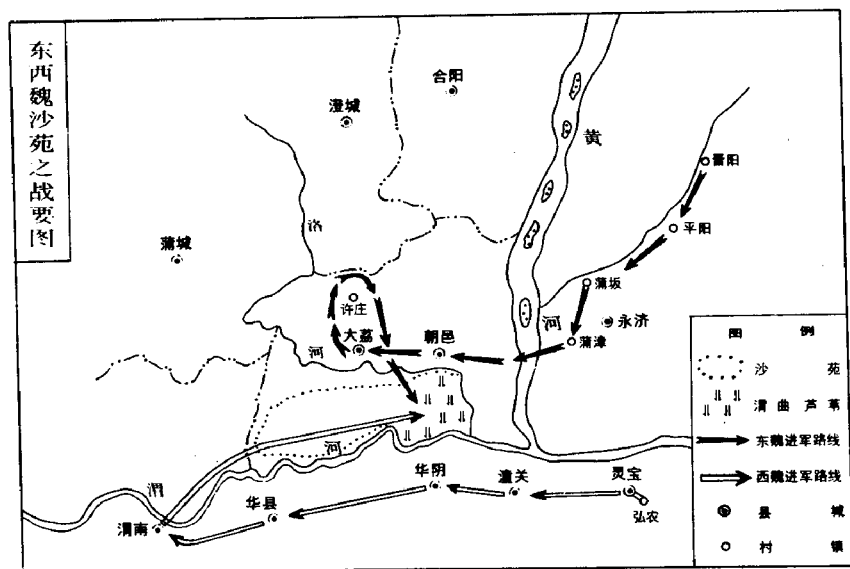 东西魏沙苑之战要图
合阳
澄城
黄
晋阳
平阳
洛
蒲城
蒲坂
许庄
河
永济
大荔
朝邑
蒲津
河
河
渭
渭南
华县
华阴
潼关
灵宝
弘农
图例
沙苑
渭曲芦苇
东魏进军路线
西魏进军路线
县城
村镇